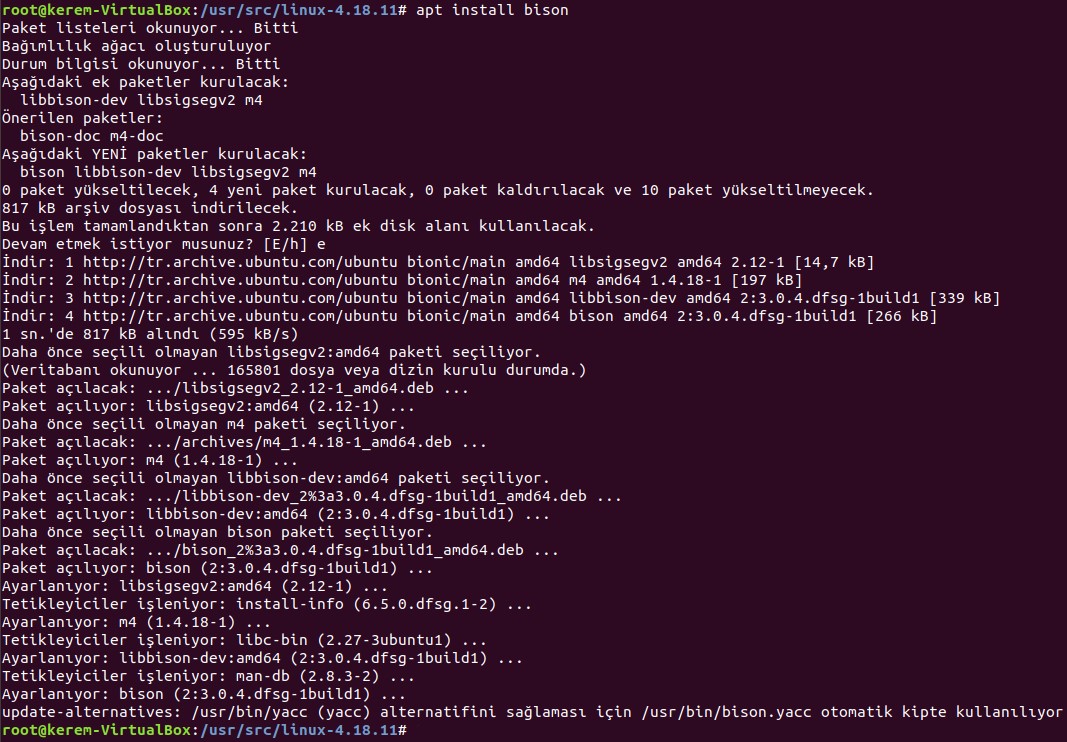 root@kerem-VirtualBox:/usr/src/linux-4.18.11# apt install bison
Paket listeleri okunuyor... Bitti
Bağımlılık ağacı oluşturuluyor
Durum bilgisi okunuyor... Bitti
Aşağıdaki ek paketler kurulacak:
  libbison-dev libsigsegv2 m4
Önerilen paketler:
  bison-doc m4-doc
Aşağıdaki YENİ paketler kurulacak:
  bison libbison-dev libsigsegv2 m4
0 paket yükseltilecek, 4 yeni paket kurulacak, 0 paket kaldırılacak ve 10 paket yükseltilmeyecek.
817 kB arşiv dosyası indirilecek.
Bu işlem tamamlandıktan sonra 2.210 kB ek disk alanı kullanılacak.
Devam etmek istiyor musunuz? [E/h] e
İndir: 1 http://tr.archive.ubuntu.com/ubuntu bionic/main amd64 libsigsegv2 amd64 2.12-1 [14,7 kB]
İndir: 2 http://tr.archive.ubuntu.com/ubuntu bionic/main amd64 m4 amd64 1.4.18-1 [197 kB]
İndir: 3 http://tr.archive.ubuntu.com/ubuntu bionic/main amd64 libbison-dev amd64 2:3.0.4.dfsg-1build1 [339 kB]
İndir: 4 http://tr.archive.ubuntu.com/ubuntu bionic/main amd64 bison amd64 2:3.0.4.dfsg-1build1 [266 kB]
1 sn.'de 817 kB alındı (595 kB/s)
Daha önce seçili olmayan libsigsegv2:amd64 paketi seçiliyor.
(Veritabanı okunuyor ... 165801 dosya veya dizin kurulu durumda.)
Paket açılacak: .../libsigsegv2_2.12-1_amd64.deb ...
Paket açılıyor: libsigsegv2:amd64 (2.12-1) ...
Daha önce seçili olmayan m4 paketi seçiliyor.
Paket açılacak: .../archives/m4_1.4.18-1_amd64.deb ...
Paket açılıyor: m4 (1.4.18-1) ...
Daha önce seçili olmayan libbison-dev:amd64 paketi seçiliyor.
Paket açılacak: .../libbison-dev_2%3a3.0.4.dfsg-1build1_amd64.deb ...
Paket açılıyor: libbison-dev:amd64 (2:3.0.4.dfsg-1build1) ...
Daha önce seçili olmayan bison paketi seçiliyor.
Paket açılacak: .../bison_2%3a3.0.4.dfsg-1build1_amd64.deb ...
Paket açılıyor: bison (2:3.0.4.dfsg-1build1) ...
Ayarlanıyor: libsigsegv2:amd64 (2.12-1) ...
Tetikleyiciler işleniyor: install-info (6.5.0.dfsg.1-2) ...
Ayarlanıyor: m4 (1.4.18-1) ...
Tetikleyiciler işleniyor: libc-bin (2.27-3ubuntu1) ...
Ayarlanıyor: libbison-dev:amd64 (2:3.0.4.dfsg-1build1) ...
Tetikleyiciler işleniyor: man-db (2.8.3-2) ...
Ayarlanıyor: bison (2:3.0.4.dfsg-1build1) ...
update-alternatives: /usr/bin/yacc (yacc) alternatifini sağlaması için /usr/bin/bison.yacc otomatik kipte kullanılıyor
root@kerem-VirtualBox:/usr/src/linux-4.18.11#